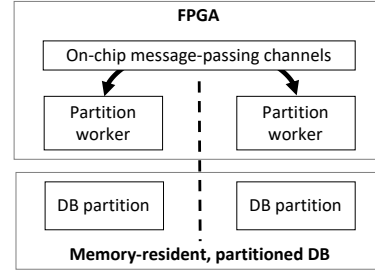 FPGA
On-chip message-passing channels
Partition
worker
Partition
worker
DB partition
DB partition
Memory-resident, partitioned DB